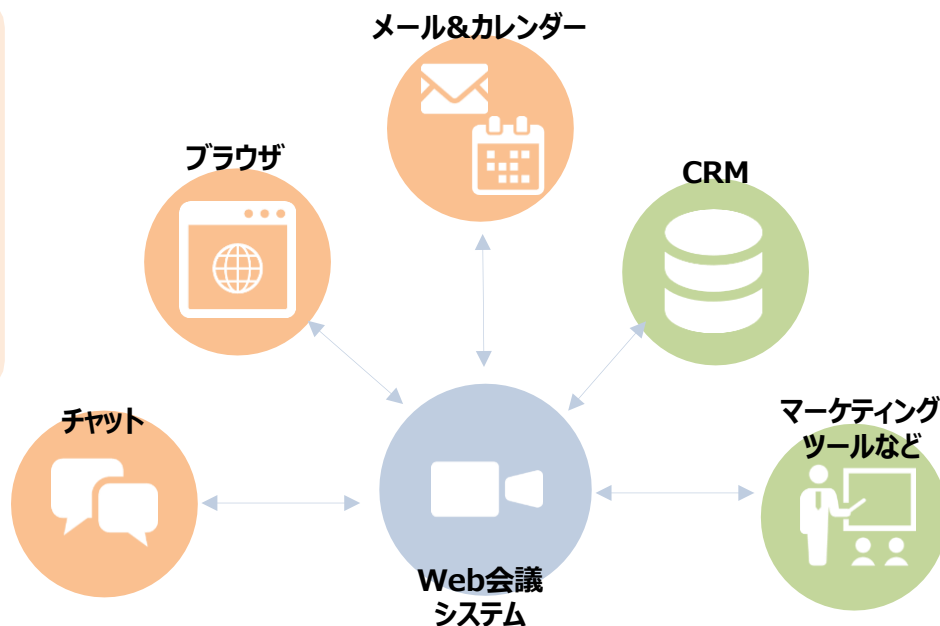 メール&カレンダー
ブラウザ
CRM
チャット
マーケティング
ツールなど
Web会議
システム